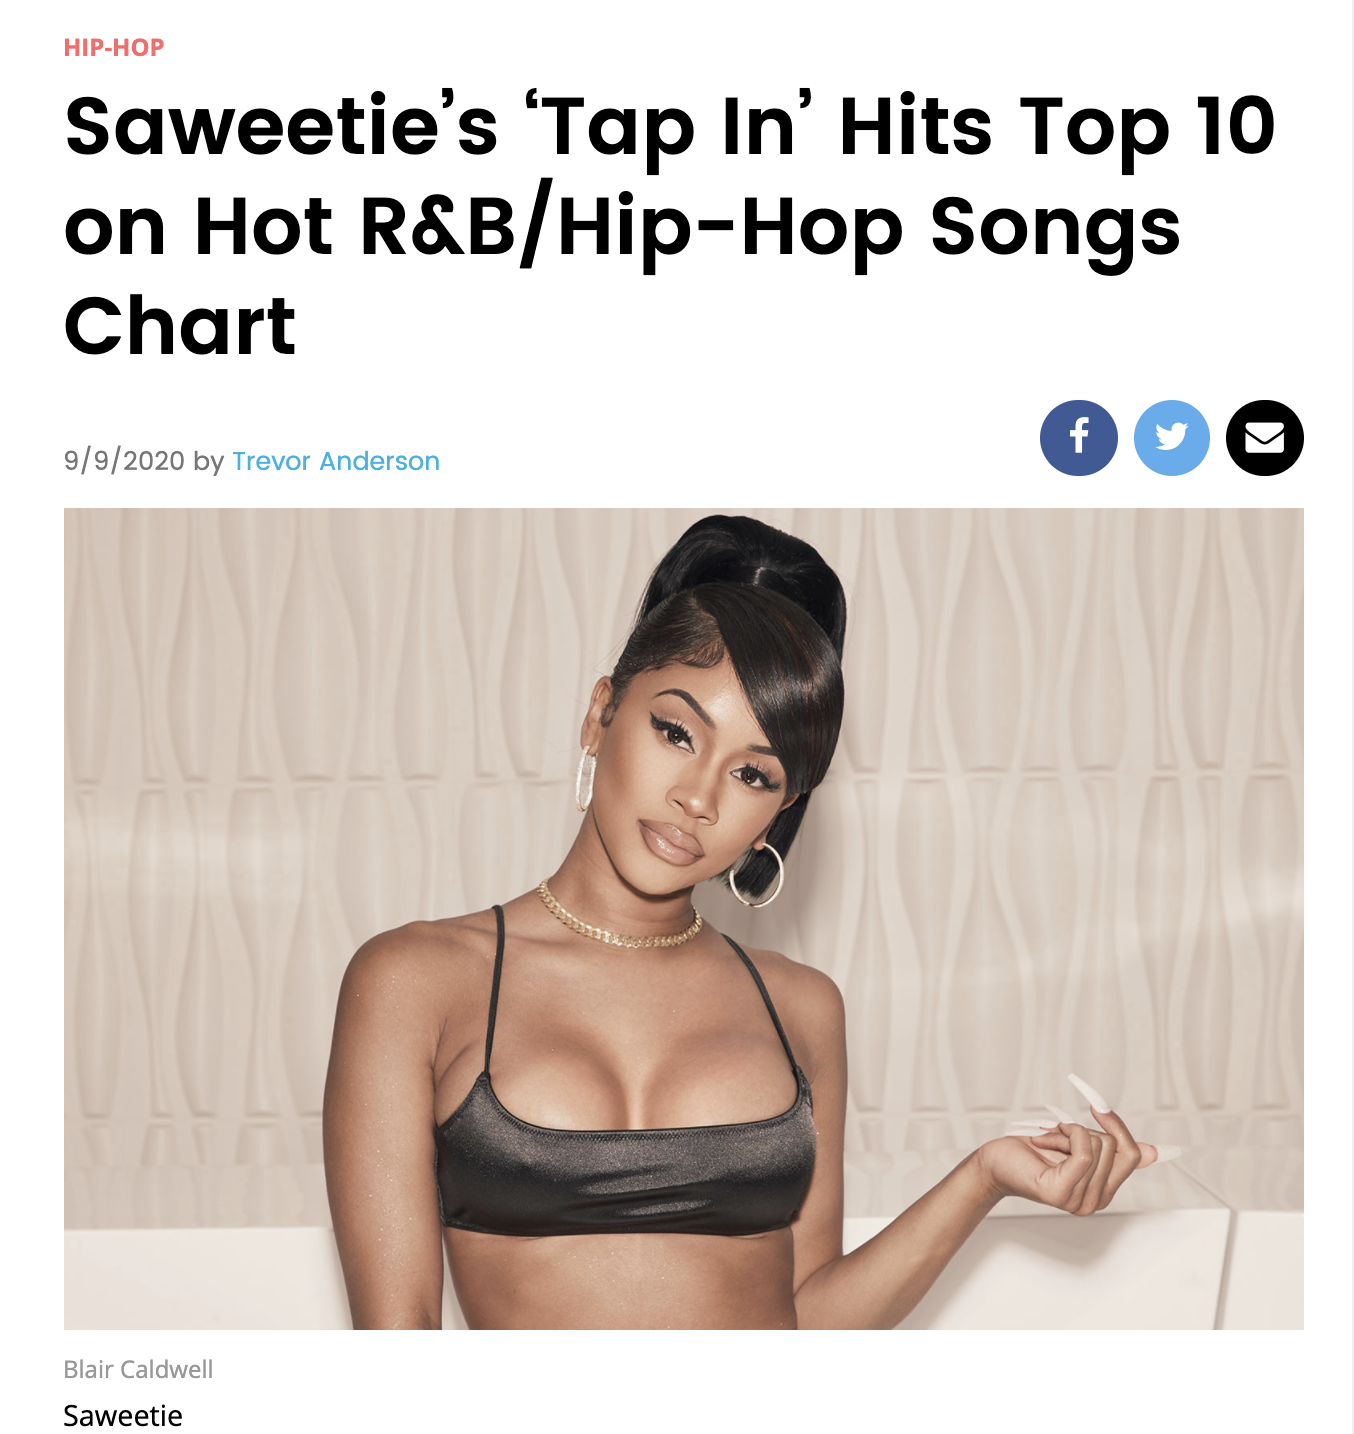 HIP-HOP
Saweetie’s ‘Tap In’ Hits Top 10
on Hot R&B/Hip-Hop Songs
Chart
9/9/2020 by Trevor Anderson
Blair Caldwell
Saweetie